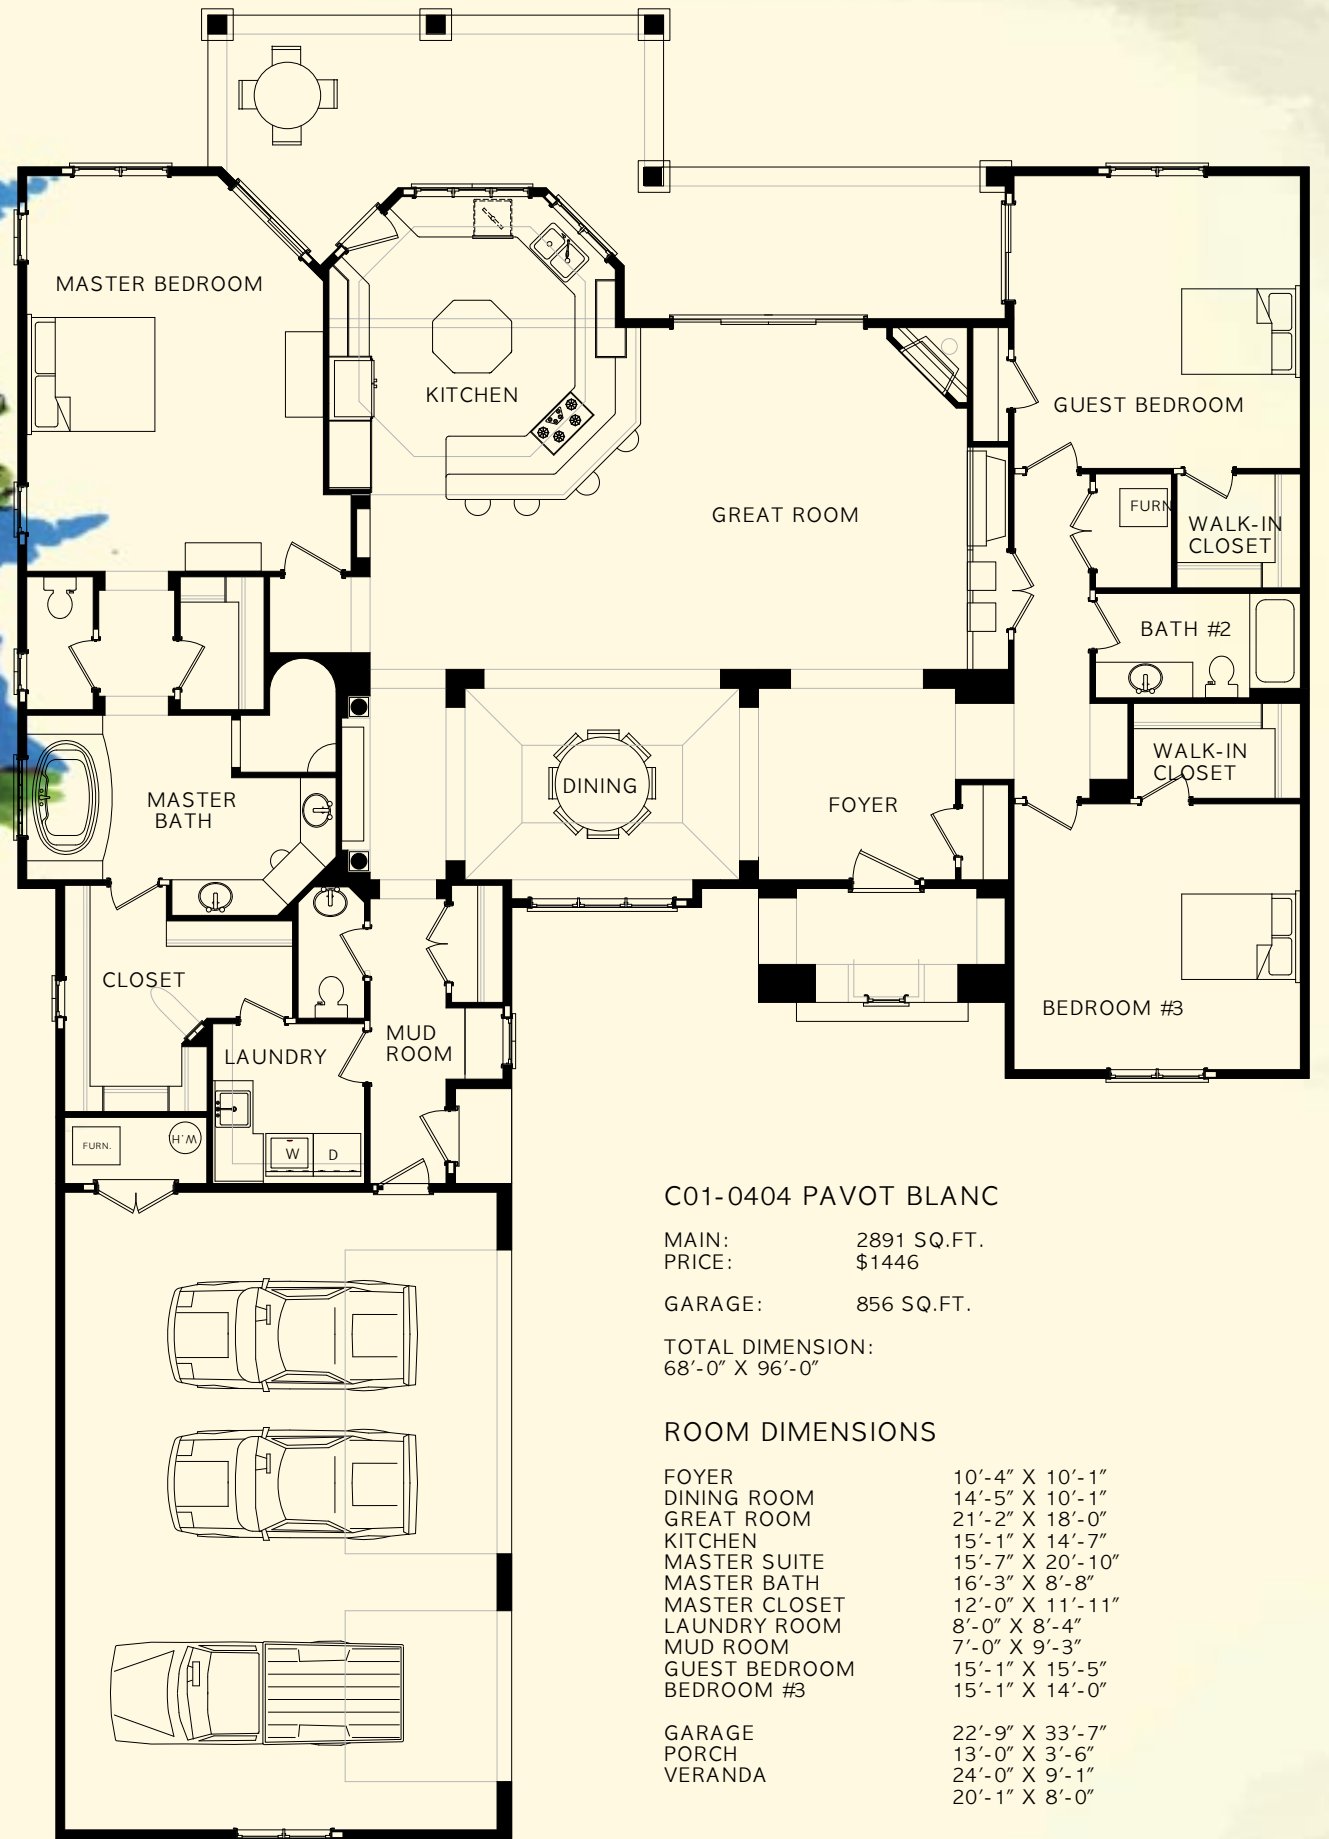 MASTER BEDROOM
KITCHEN
GUEST BEDROOM
GREAT ROOM
FURN
WALK-IN
CLOSET
BATH #2
WALK-IN
CLOSET
DINING
FOYER
MASTER
BATH
CLOSET
BEDROOM #3
MUD
ROOM
LAUNDRY
FURN.
W.H
W
D
C01-0404 PAVOT BLANC
MAIN: 2891 SQ.FT.
PRICE: $1446
GARAGE: 856 SQ.FT.
TOTAL DIMENSION:
68'-0" X 96'-0"
ROOM DIMENSIONS
FOYER 10'-4" X 10'-1"
DINING ROOM 14'-5" X 10'-1"
GREAT ROOM 21'-2" X 18'-0"
KITCHEN 15'-1" X 14'-7"
MASTER SUITE 15'-7" X 20'-10"
MASTER BATH 16'-3" X 8'-8"
MASTER CLOSET 12'-0" X 11'-11"
LAUNDRY ROOM 8'-0" X 8'-4"
MUD ROOM 7'-0" X 9'-3"
GUEST BEDROOM 15'-1" X 15'-5"
BEDROOM #3 15'-1" X 14'-0"
GARAGE 22'-9" X 33'-7"
PORCH 13'-0" X 3'-6"
VERANDA 24'-0" X 9'-1"
20'-1" X 8'-0"